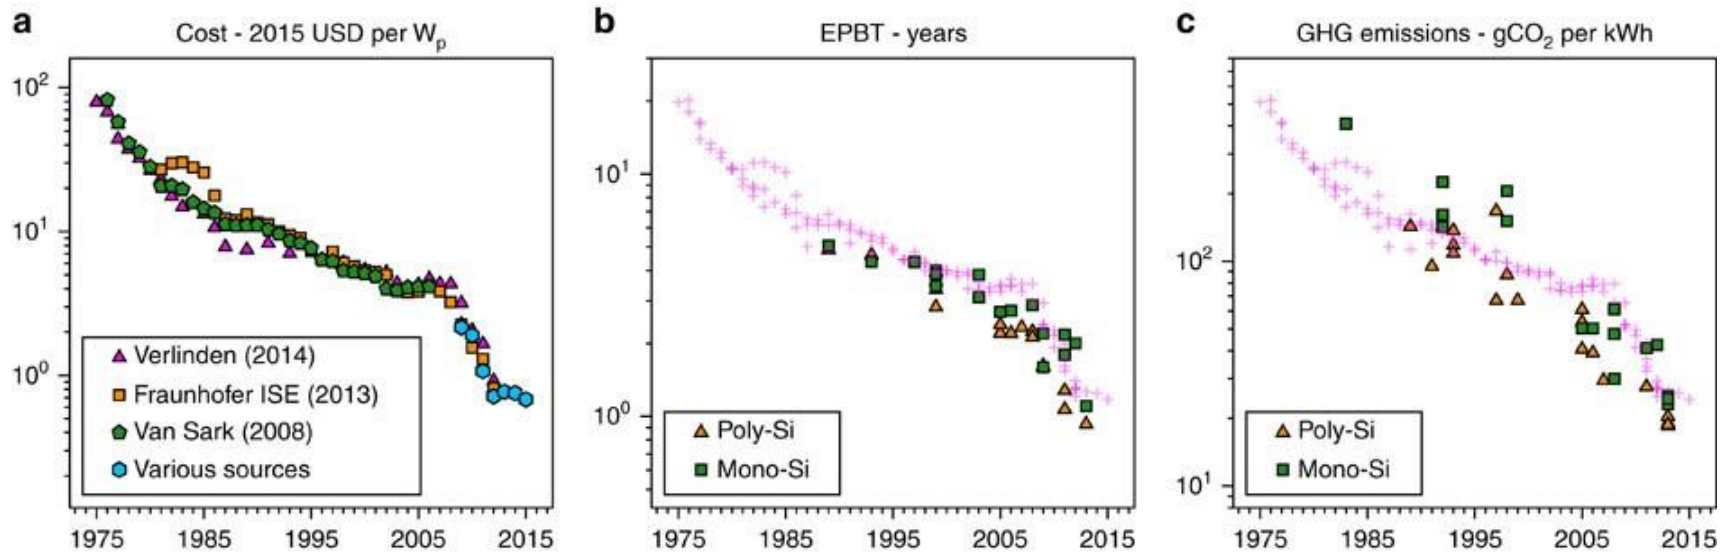 a
Cost - 2015 USD per Wp
10²
10¹
10⁰
Verlinden (2014)
Fraunhofer ISE (2013)
Van Sark (2008)
Various sources
1975 1985 1995 2005 2015
b
EPBT - years
10¹
10⁰
Poly-Si
Mono-Si
1975 1985 1995 2005 2015
c
GHG emissions - gCO₂ per kWh
10²
10¹
Poly-Si
Mono-Si
1975 1985 1995 2005 2015